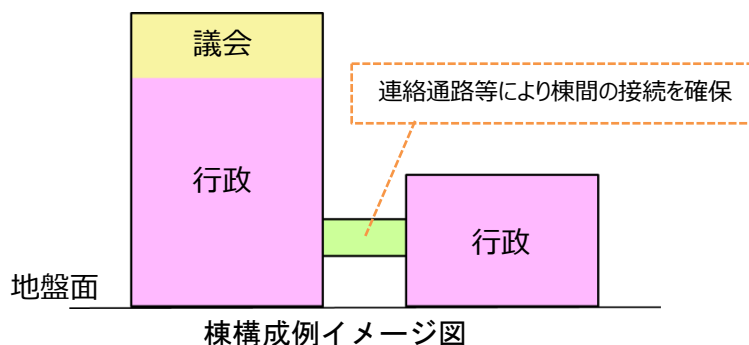 議会
連絡通路等により棟間の接続を確保
行政
行政
地盤面
棟構成例イメージ図